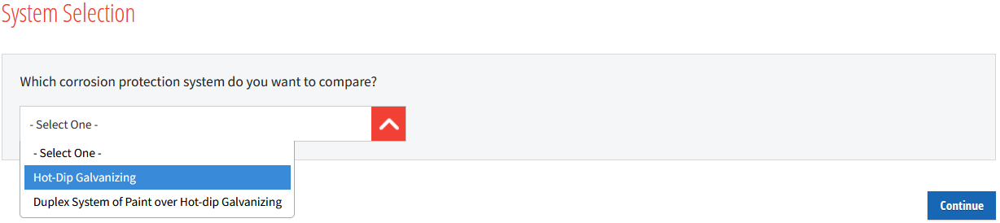 System Selection
Which corrosion protection system do you want to compare?
- Select One -
- Select One -
Hot-Dip Galvanizing
Duplex System of Paint over Hot-dip Galvanizing
Continue